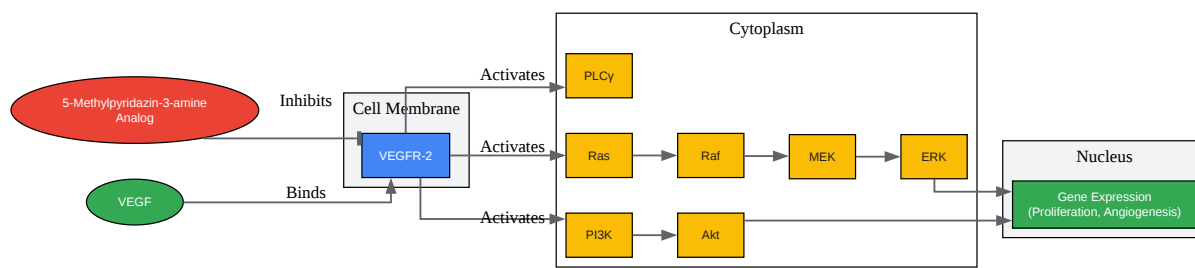 Cytoplasm
Activates
PLCγ
5-Methylpyridazin-3-amine
Analog
Inhibits
Cell Membrane
VEGFR-2
Activates
Ras
Raf
MEK
ERK
Nucleus
VEGF
Binds
Activates
PI3K
Akt
Gene Expression
(Proliferation, Angiogenesis)